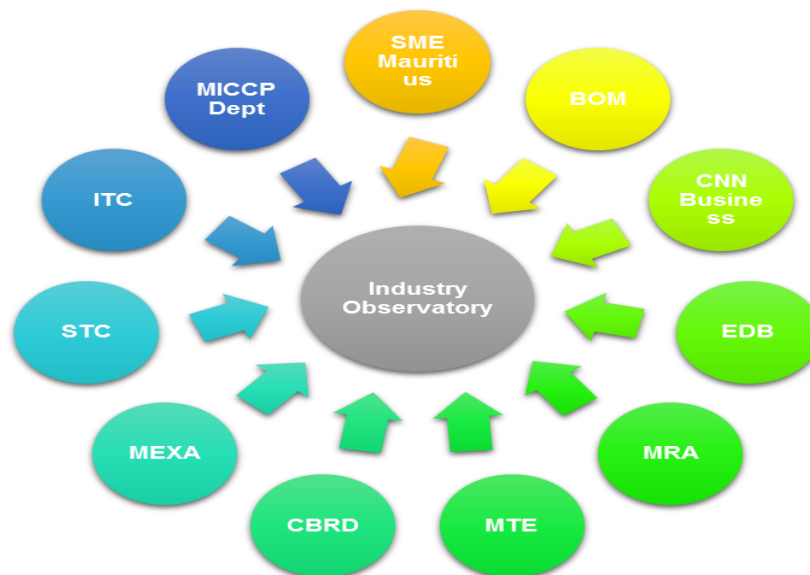 SME
Mauriti
us
BOM
CNN
Busine
ss
EDB
MRA
MTE
CBRD
MEXA
STC
ITC
MICCP
Dept
Industry
Observatory